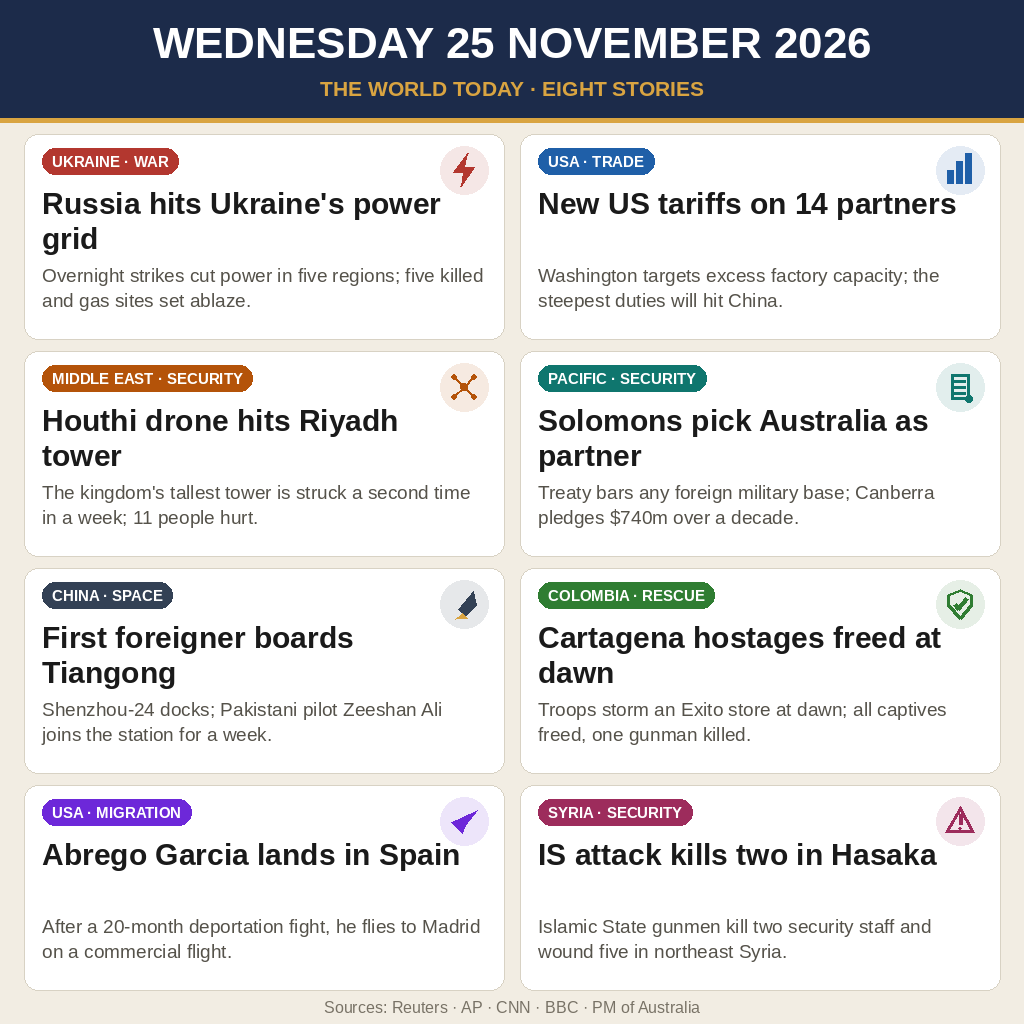 WEDNESDAY 25 NOVEMBER 2026
THE WORLD TODAY · EIGHT STORIES
UKRAINE · WAR
Russia hits Ukraine's power
grid
Overnight strikes cut power in five regions; five killed
and gas sites set ablaze.
USA · TRADE
New US tariffs on 14 partners
Washington targets excess factory capacity; the
steepest duties will hit China.
MIDDLE EAST · SECURITY
Houthi drone hits Riyadh
tower
The kingdom's tallest tower is struck a second time
in a week; 11 people hurt.
PACIFIC · SECURITY
Solomons pick Australia as
partner
Treaty bars any foreign military base; Canberra
pledges $740m over a decade.
CHINA · SPACE
First foreigner boards
Tiangong
Shenzhou-24 docks; Pakistani pilot Zeeshan Ali
joins the station for a week.
COLOMBIA · RESCUE
Cartagena hostages freed at
dawn
Troops storm an Exito store at dawn; all captives
freed, one gunman killed.
USA · MIGRATION
Abrego Garcia lands in Spain
After a 20-month deportation fight, he flies to Madrid
on a commercial flight.
SYRIA · SECURITY
IS attack kills two in Hasaka
Islamic State gunmen kill two security staff and
wound five in northeast Syria.
Sources: Reuters · AP · CNN · BBC · PM of Australia